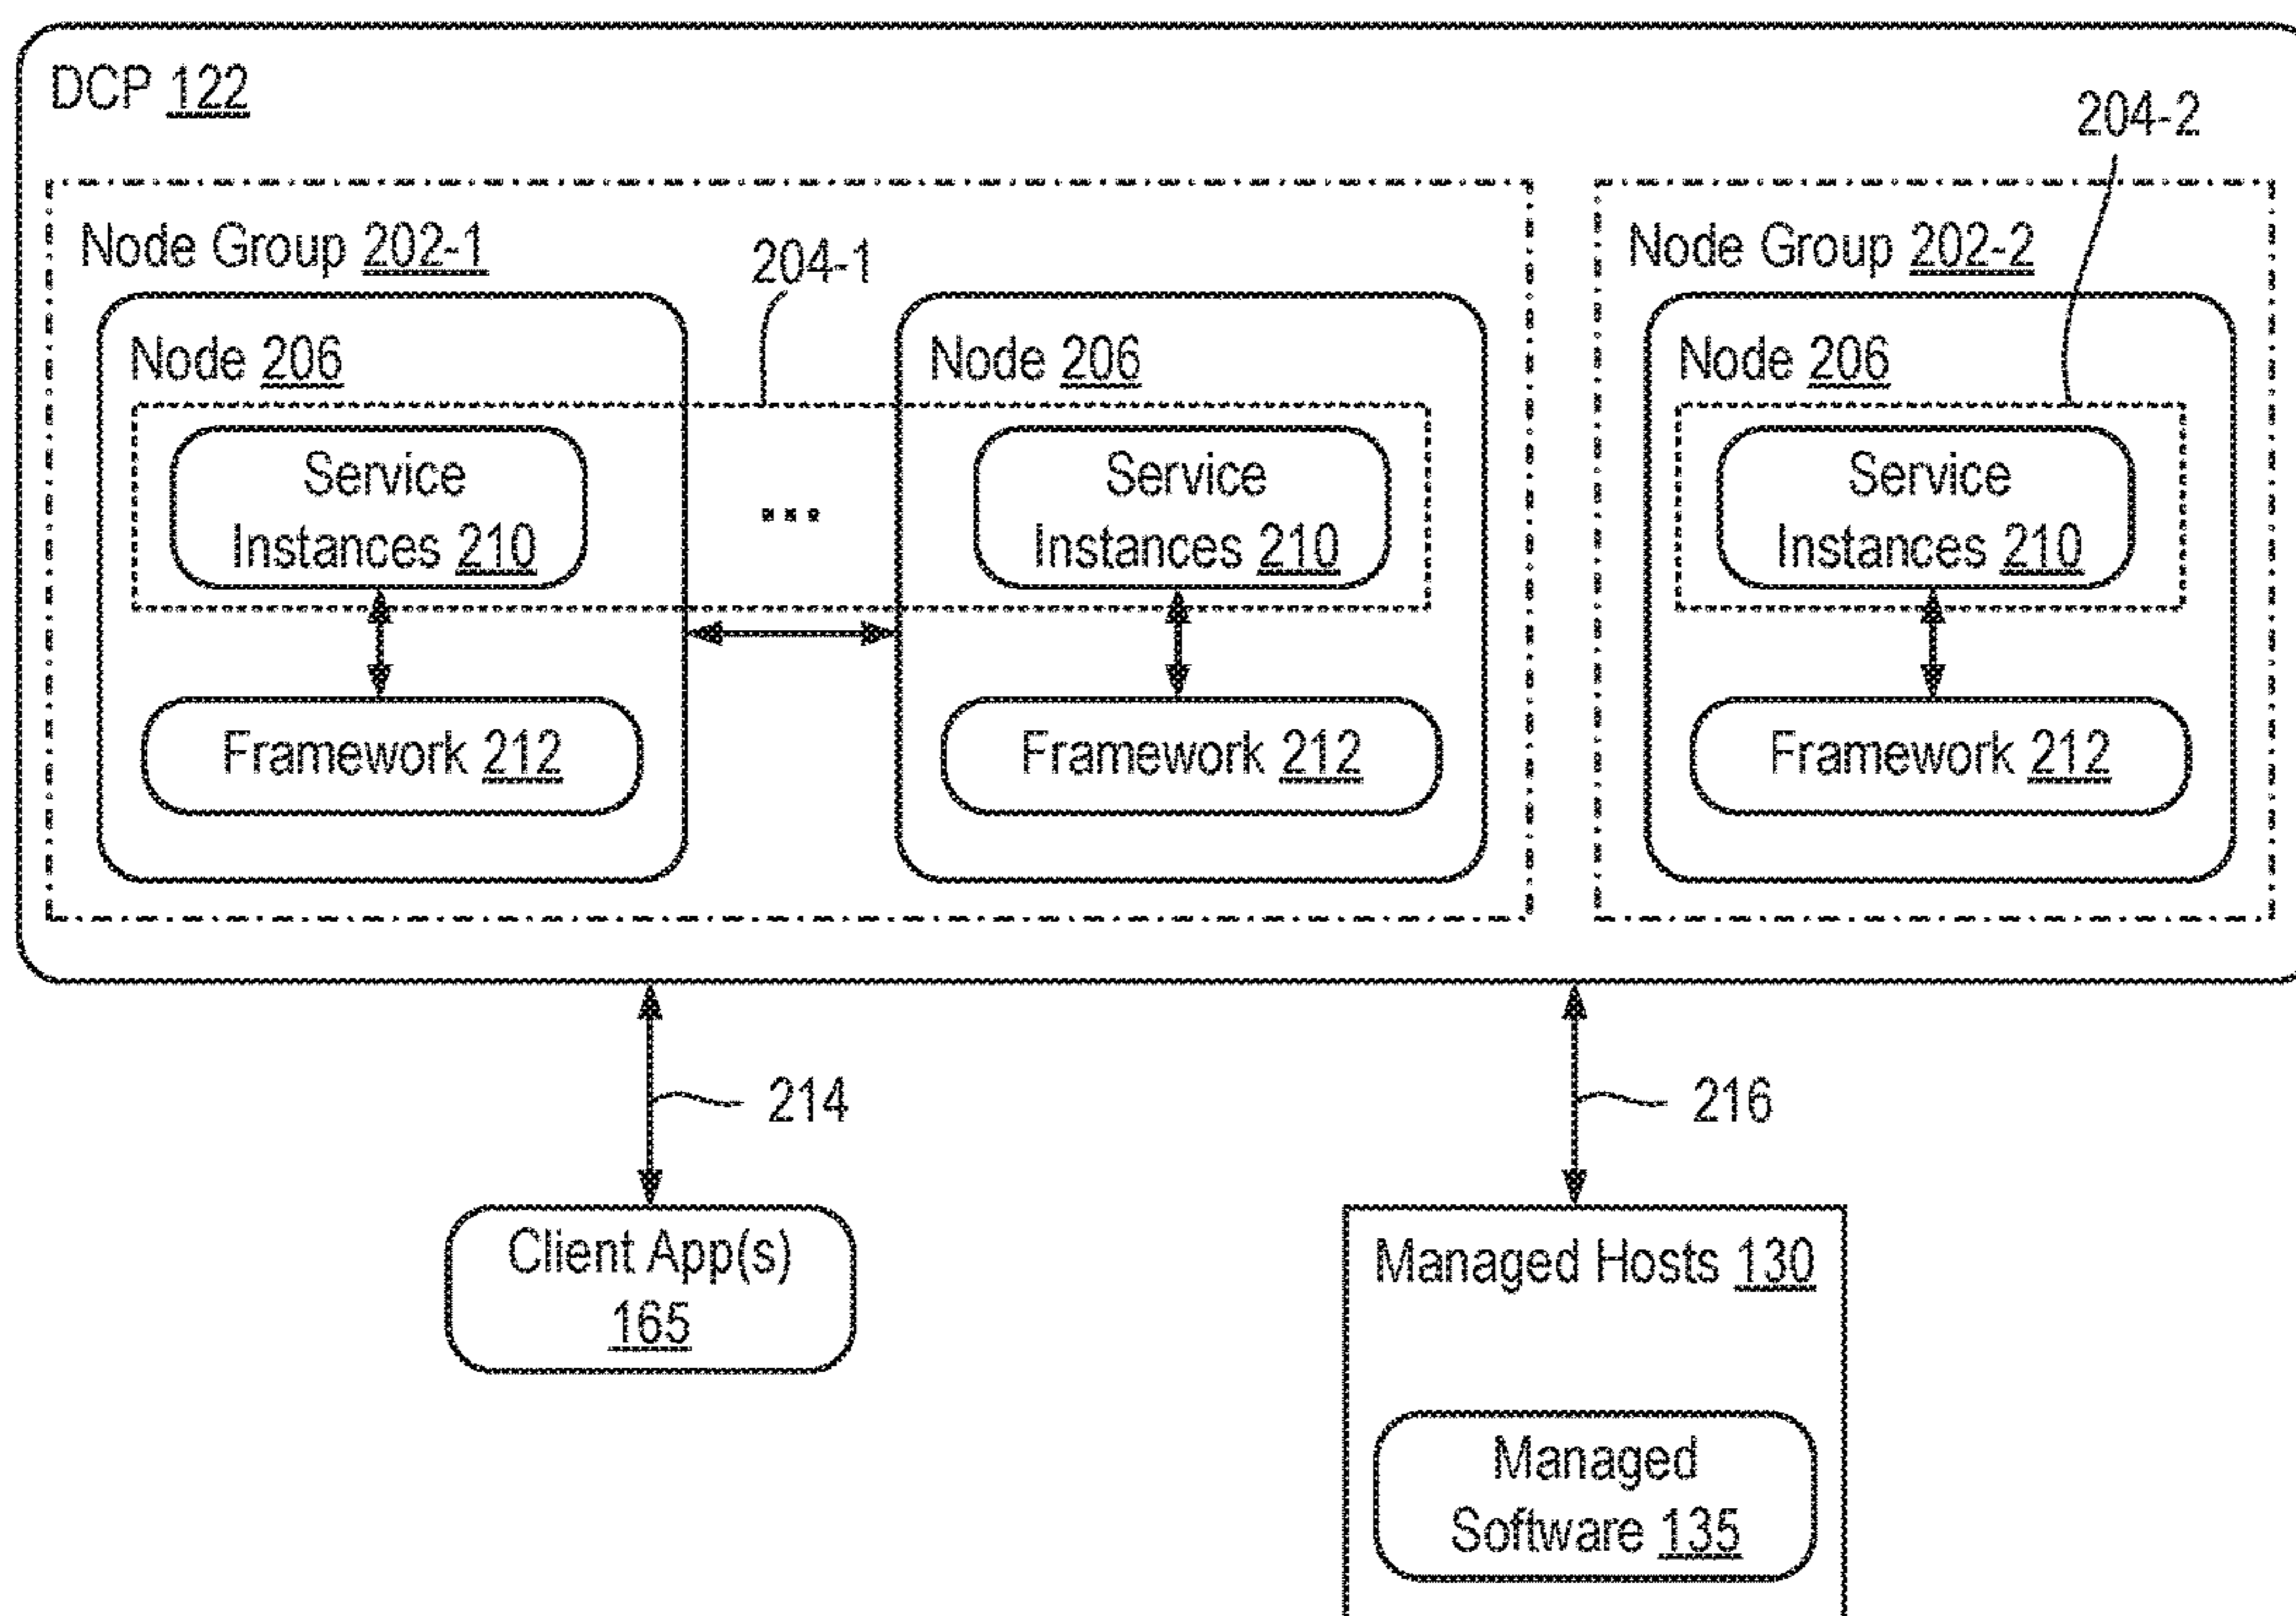 DCP 122
204-2
Node Group 202-1
204-1
Node Group 202-2
Node 206
Node 206
Node 206
Service
Instances 210
...
Service
Instances 210
Service
Instances 210
Framework 212
Framework 212
Framework 212
214
216
Client App(s)
165
Managed Hosts 130
Managed
Software 135